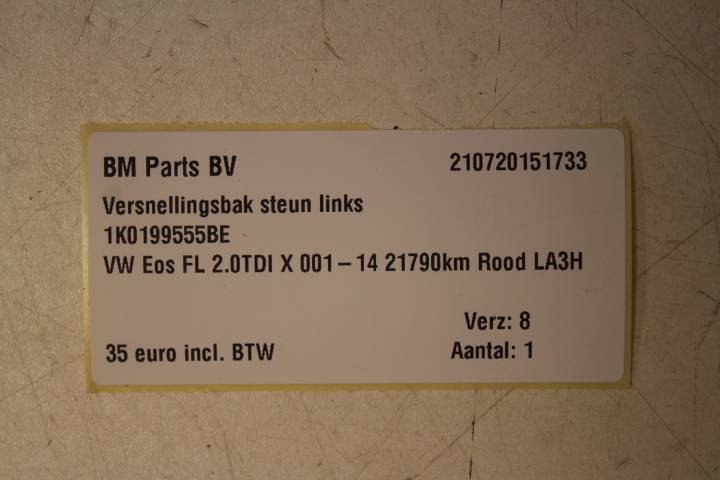 BM Parts BV 210720151733
Versnellingsbak steun links
1K0199555BE
VW Eos FL 2.0TDI X 001-14 21790km Rood LA3H
Verz: 8
35 euro incl. BTW Aantal: 1